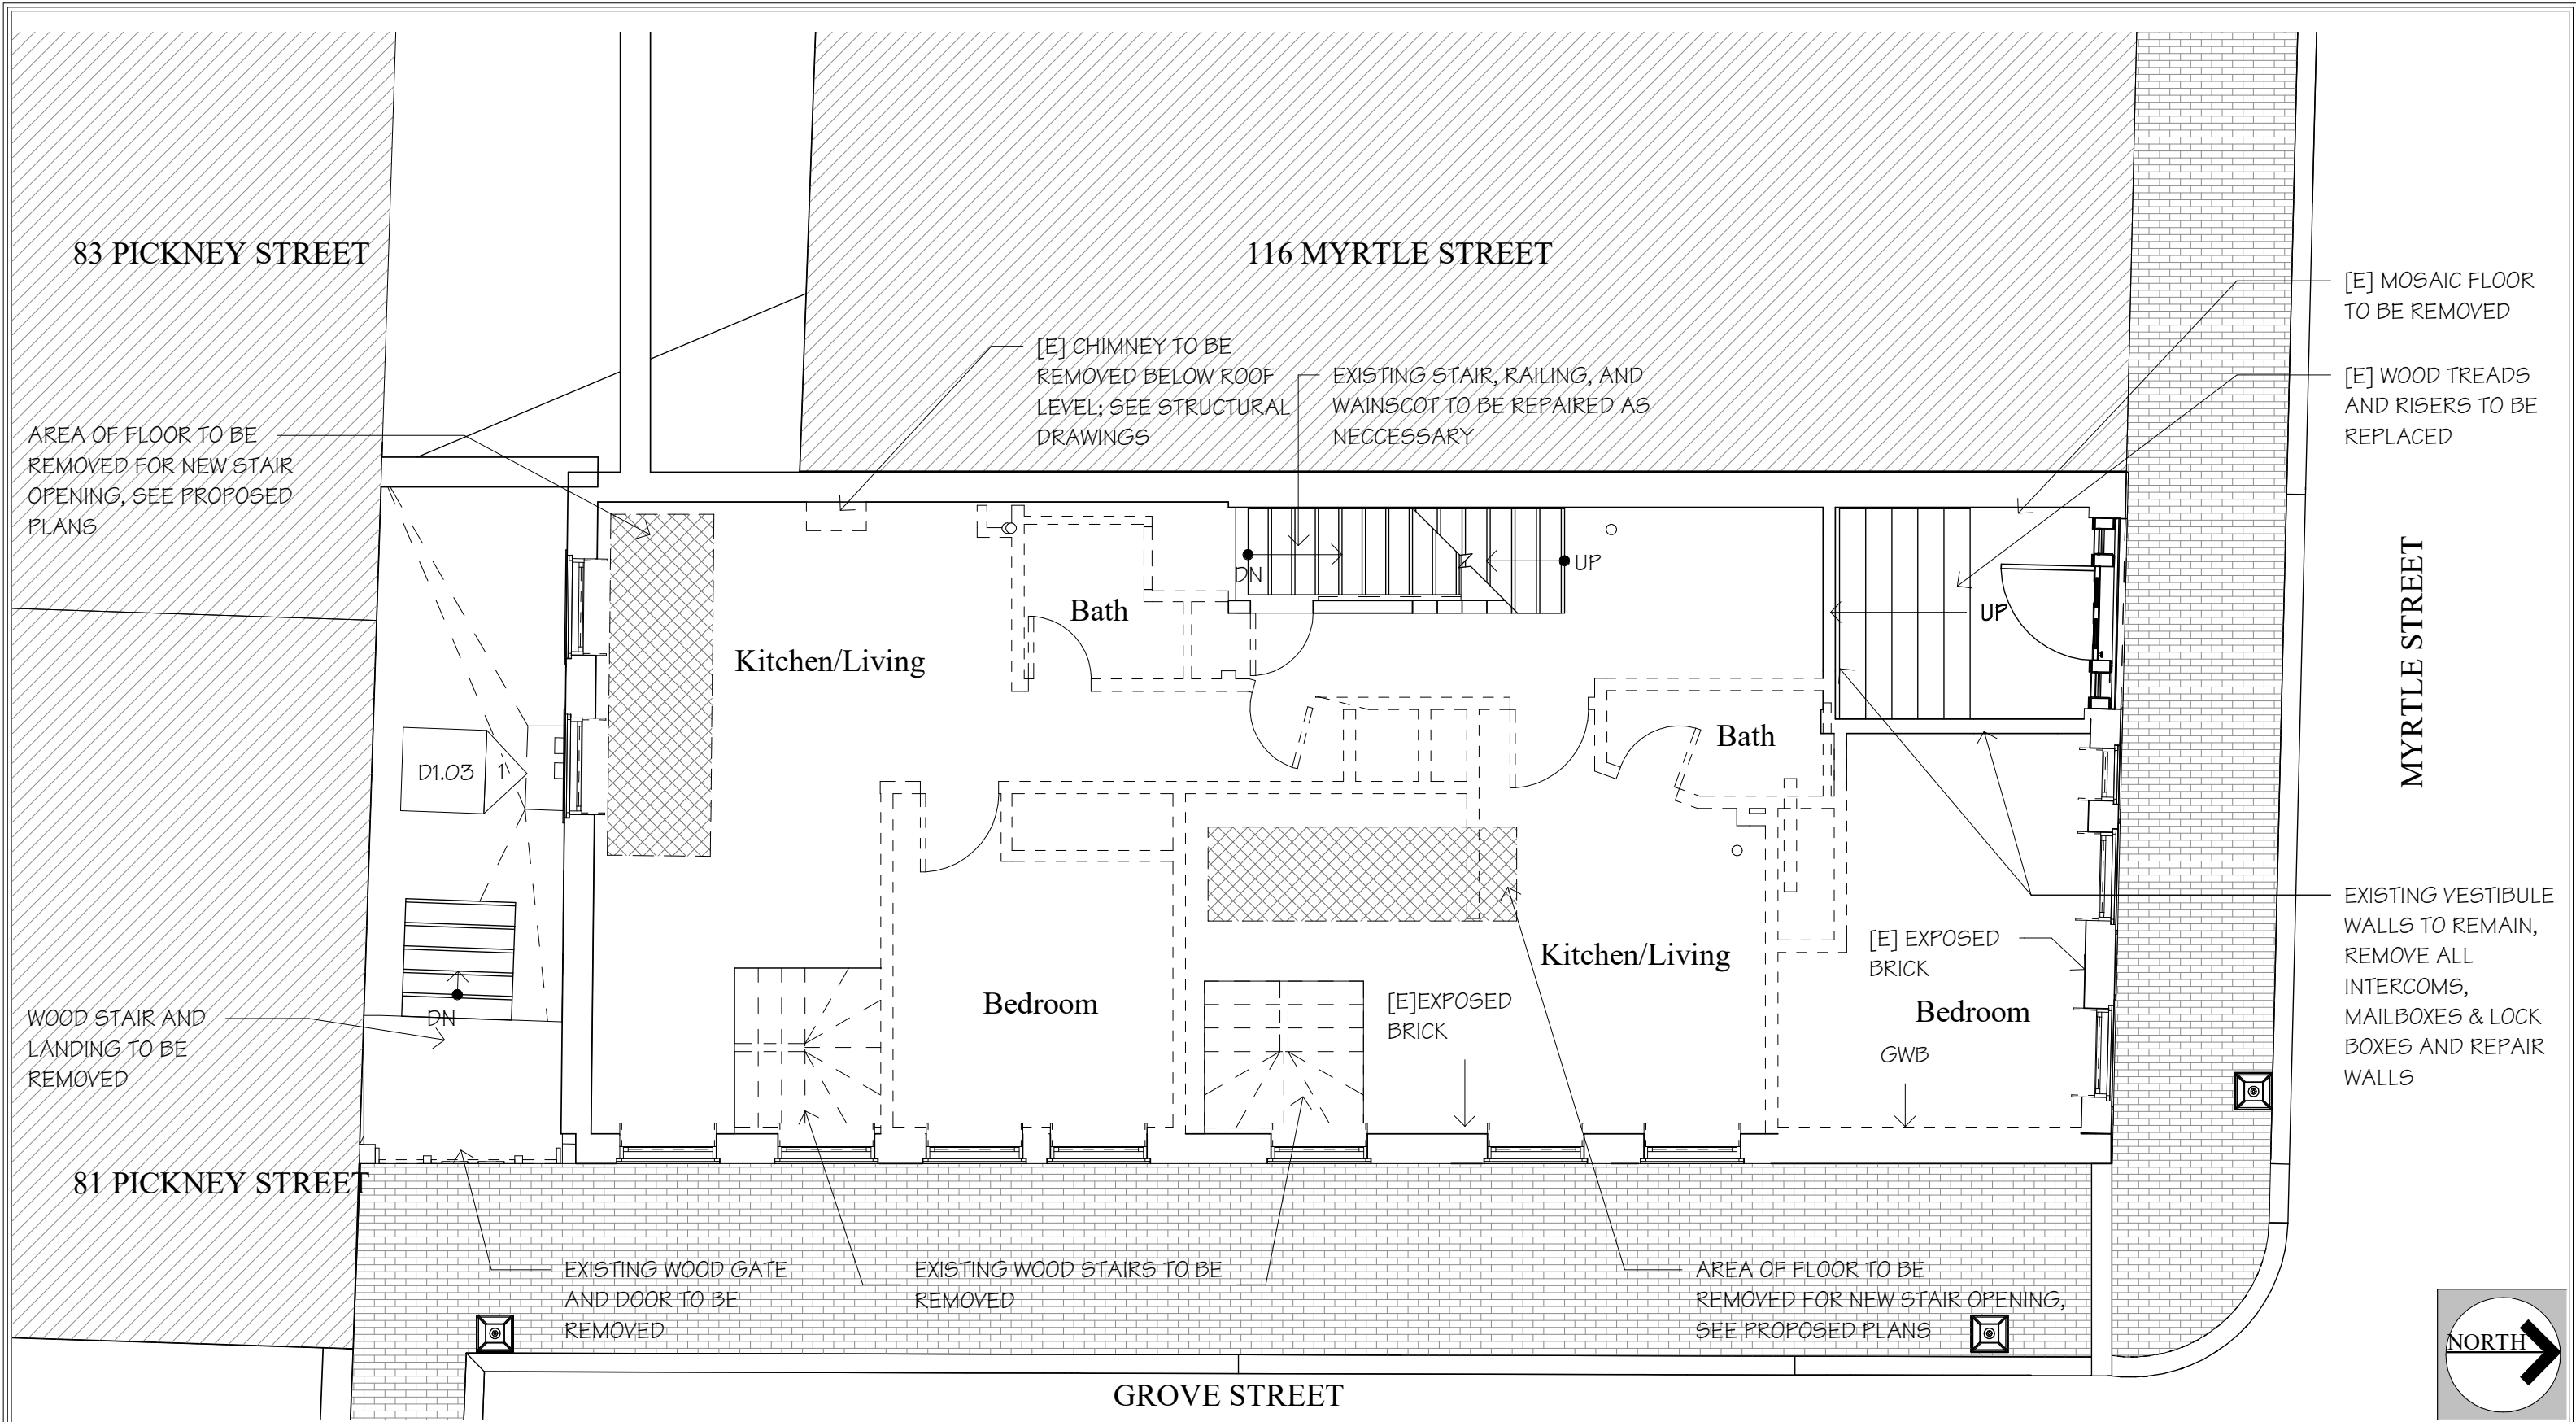 83 PICKNEY STREET
116 MYRTLE STREET
[E] MOSAIC FLOOR
TO BE REMOVED
[E] CHIMNEY TO BE
REMOVED BELOW ROOF
LEVEL; SEE STRUCTURAL
DRAWINGS
EXISTING STAIR, RAILING, AND
WAINSCOT TO BE REPAIRED AS
NECCESSARY
[E] WOOD TREADS
AND RISERS TO BE
REPLACED
AREA OF FLOOR TO BE
REMOVED FOR NEW STAIR
OPENING, SEE PROPOSED
PLANS
DN
UP
Bath
UP
Kitchen/Living
MYRTLE STREET
Bath
D1.03
1
EXISTING VESTIBULE
WALLS TO REMAIN,
REMOVE ALL
INTERCOMS,
MAILBOXES & LOCK
BOXES AND REPAIR
WALLS
Kitchen/Living
[E] EXPOSED
BRICK
Bedroom
[E]EXPOSED
BRICK
Bedroom
GWB
DN
WOOD STAIR AND
LANDING TO BE
REMOVED
81 PICKNEY STREET
EXISTING WOOD GATE
AND DOOR TO BE
REMOVED
EXISTING WOOD STAIRS TO BE
REMOVED
AREA OF FLOOR TO BE
REMOVED FOR NEW STAIR OPENING,
SEE PROPOSED PLANS
NORTH
GROVE STREET